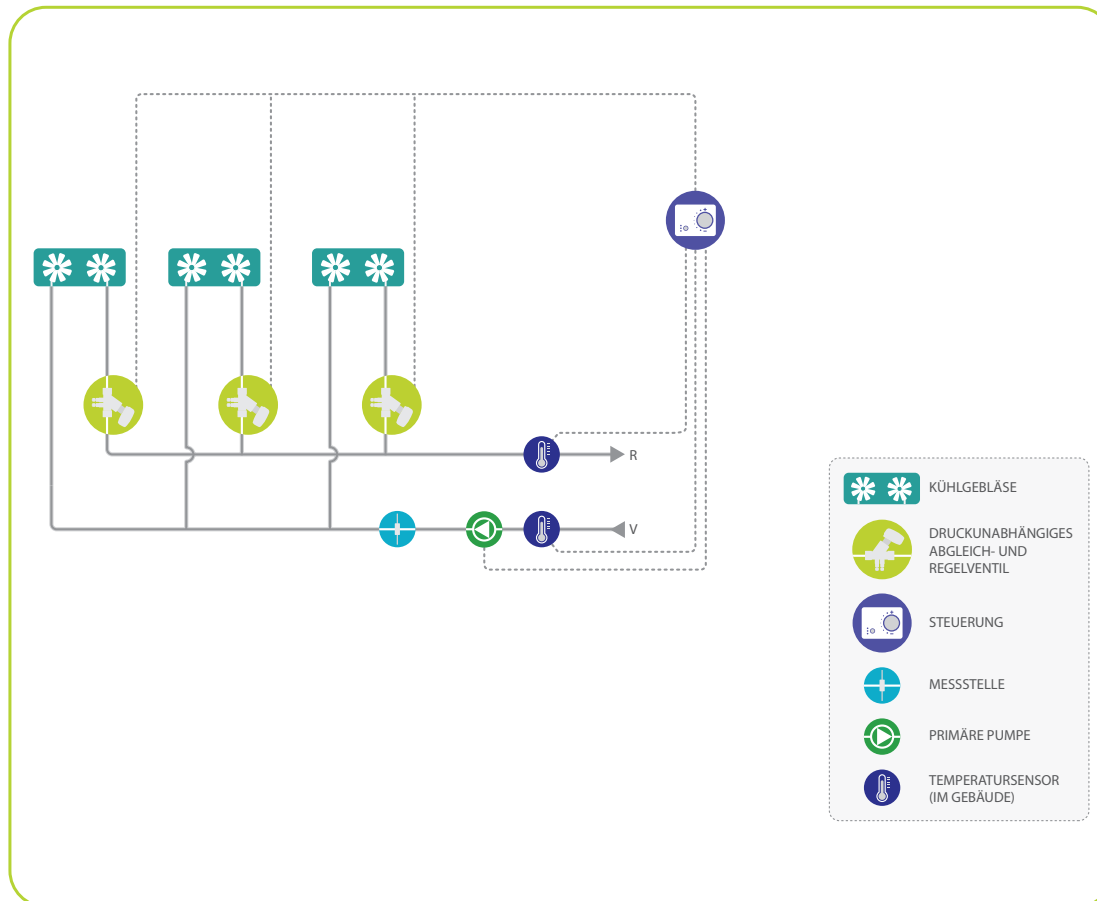 R
V
KÜHLGEBLÄSE
DRUCKUNABHÄNGIGES
ABGLEICH- UND
REGELVENTIL
STEUERUNG
MESSSTELLE
PRIMÄRE PUMPE
TEMPERATURSENSOR
(IM GEBÄUDE)